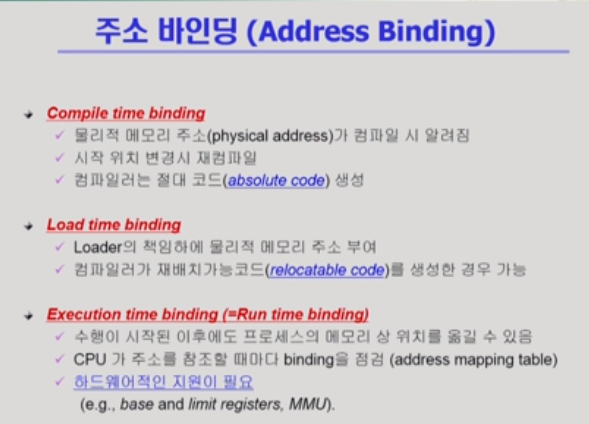 주소 바인딩 (Address Binding)
Compile time binding
물리적 메모리 주소(physical address)가 컴파일 시 알려짐
시작 위치 변경시 재컴파일
컴파일러는 절대 코드(absolute code) 생성
Load time binding
Loader의 책임하에 물리적 메모리 주소 부여
컴파일러가 재배치가능코드(relocatable code)를 생성한 경우 가능
Execution time binding (=Run time binding)
수행이 시작된 이후에도 프로세스의 메모리 상 위치를 옮길 수 있음
CPU 가 주소를 참조할 때마다 binding을 점검 (address mapping table)
하드웨어적인 지원이 필요
(e.g., base and limit registers, MMU).